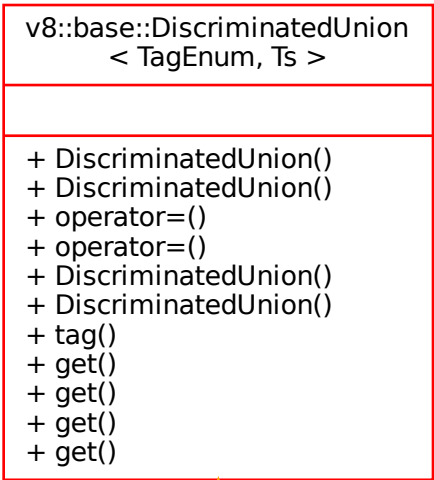 v8::base::DiscriminatedUnion
< TagEnum, Ts >
+ DiscriminatedUnion()
+ DiscriminatedUnion()
+ operator=()
+ operator=()
+ DiscriminatedUnion()
+ DiscriminatedUnion()
+ tag()
+ get()
+ get()
+ get()
+ get()